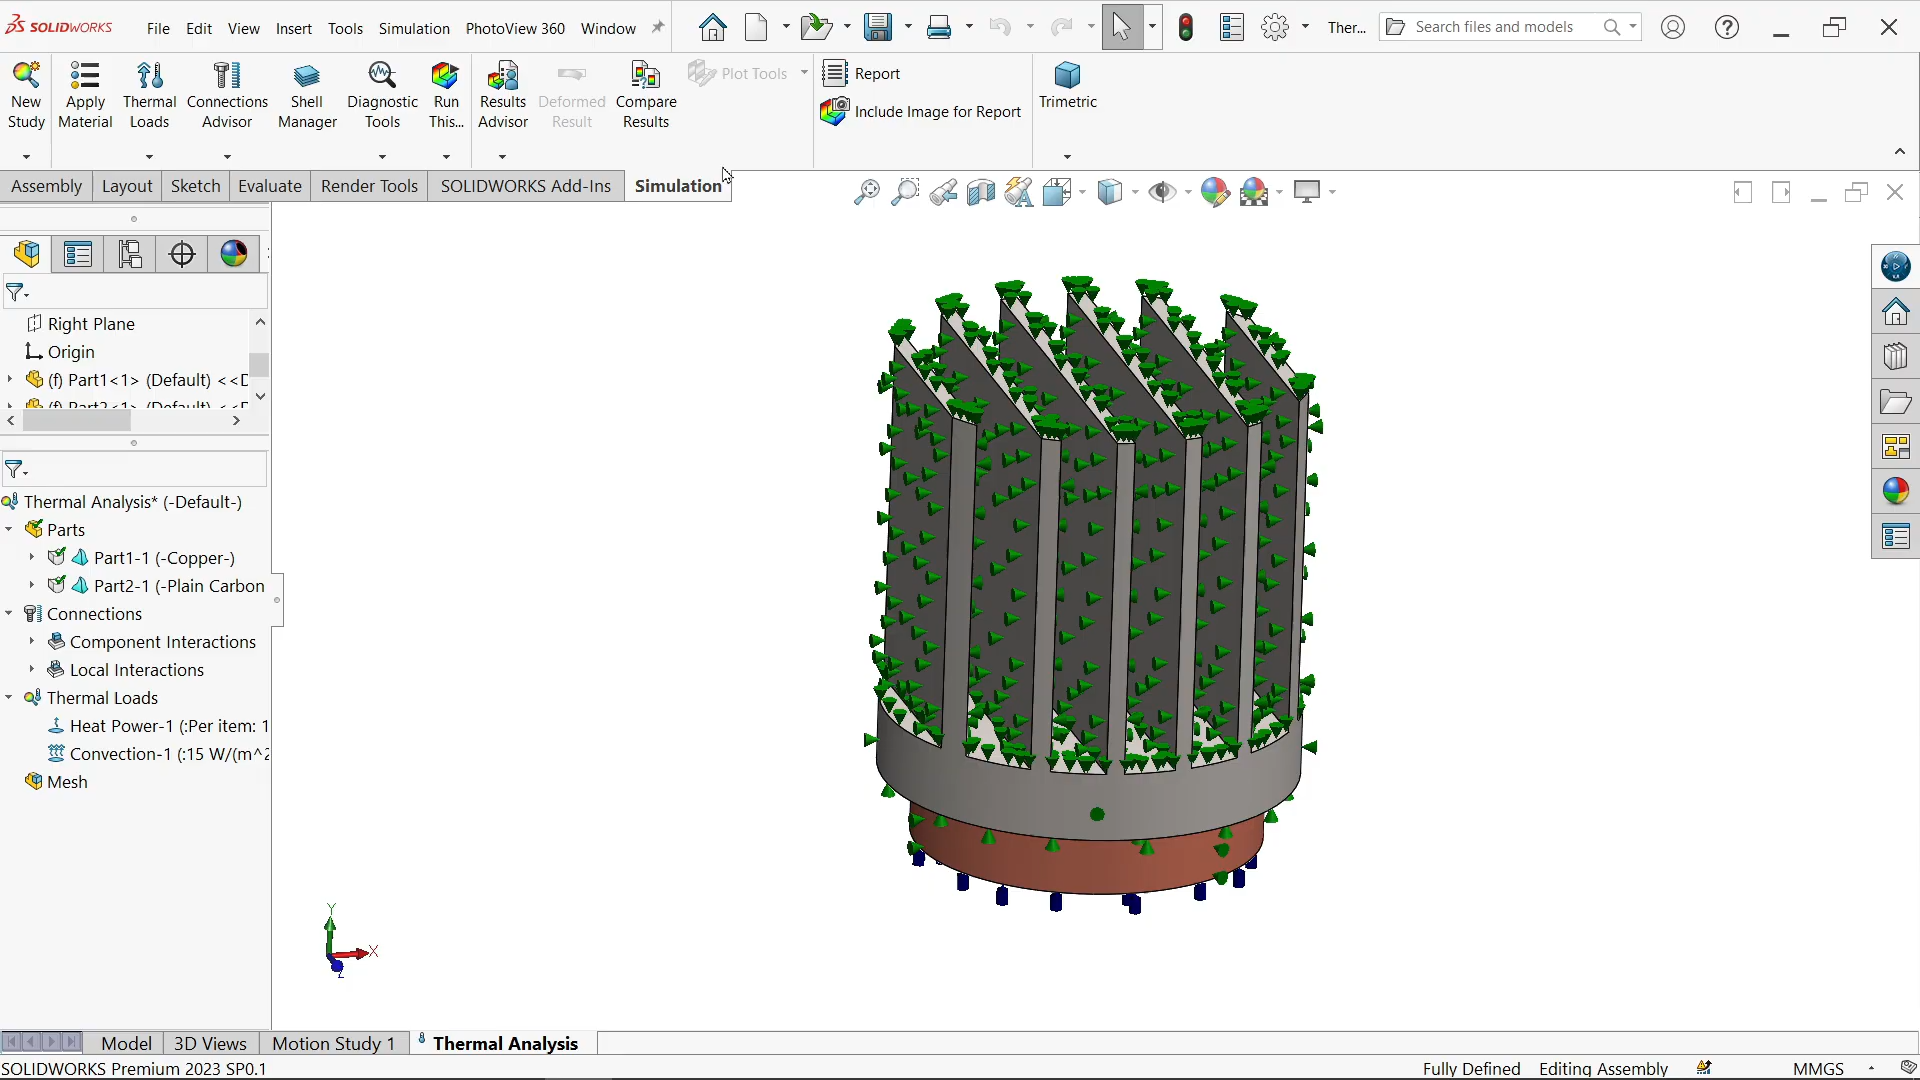 SOLIDWORKS File Edit View Insert Tools Simulation PhotoView 360 Window Ther... Search files and models
New Study
Apply Material
Thermal Loads
Connections Advisor
Shell Manager
Diagnostic Tools
Run This...
Results Advisor
Deformed Result
Compare Results
Plot Tools
Report
Include Image for Report
Trimetric
Assembly Layout Sketch Evaluate Render Tools SOLIDWORKS Add-Ins Simulation
Right Plane
Origin
(f) Part1<1> (Default) <<D
(f) Part2<1> (Default) <<D
Thermal Analysis* (-Default-)
Parts
Part1-1 (-Copper-)
Part2-1 (-Plain Carbon
Connections
Component Interactions
Local Interactions
Thermal Loads
Heat Power-1 (:Per item: 1
Convection-1 (:15 W/(m^2
Mesh
Y
X
Z
Model 3D Views Motion Study 1 Thermal Analysis
SOLIDWORKS Premium 2023 SP0.1 Fully Defined Editing Assembly MMGS